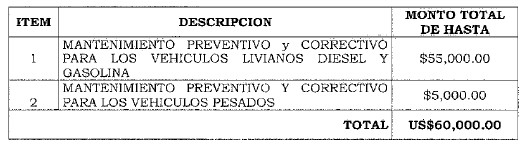 ITEM DESCRIPCION MONTO TOTAL
DE HASTA
MANTENIMIENTO PREVENTIVO y CORRECTIVO
1 PARA LOS VEHICULOS LIVIANOS DIESEL Y $55,000.00
GASOLINA
MANTENIMIENTO PREVENTIVO Y CORRECTIVO
2 PARA LOS VEHICULOS PESADOS $5,000.00
TOTAL US$60,000.00